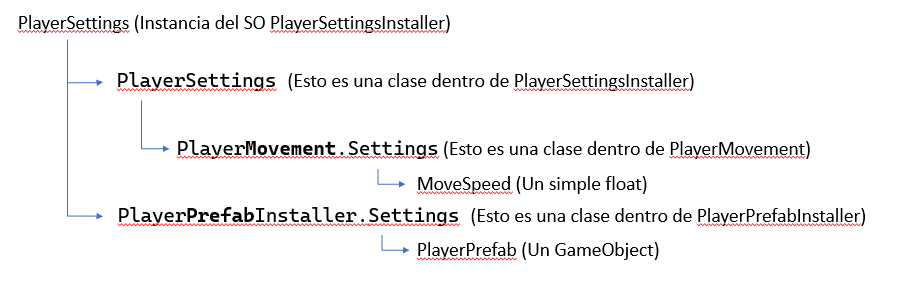 PlayerSettings (Instancia del SO PlayerSettingsInstaller)
PlayerSettings (Esto es una clase dentro de PlayerSettingsInstaller)
PlayerMovement.Settings (Esto es una clase dentro de PlayerMovement)
MoveSpeed (Un simple float)
PlayerPrefabInstaller.Settings (Esto es una clase dentro de PlayerPrefabInstaller)
PlayerPrefab (Un GameObject)